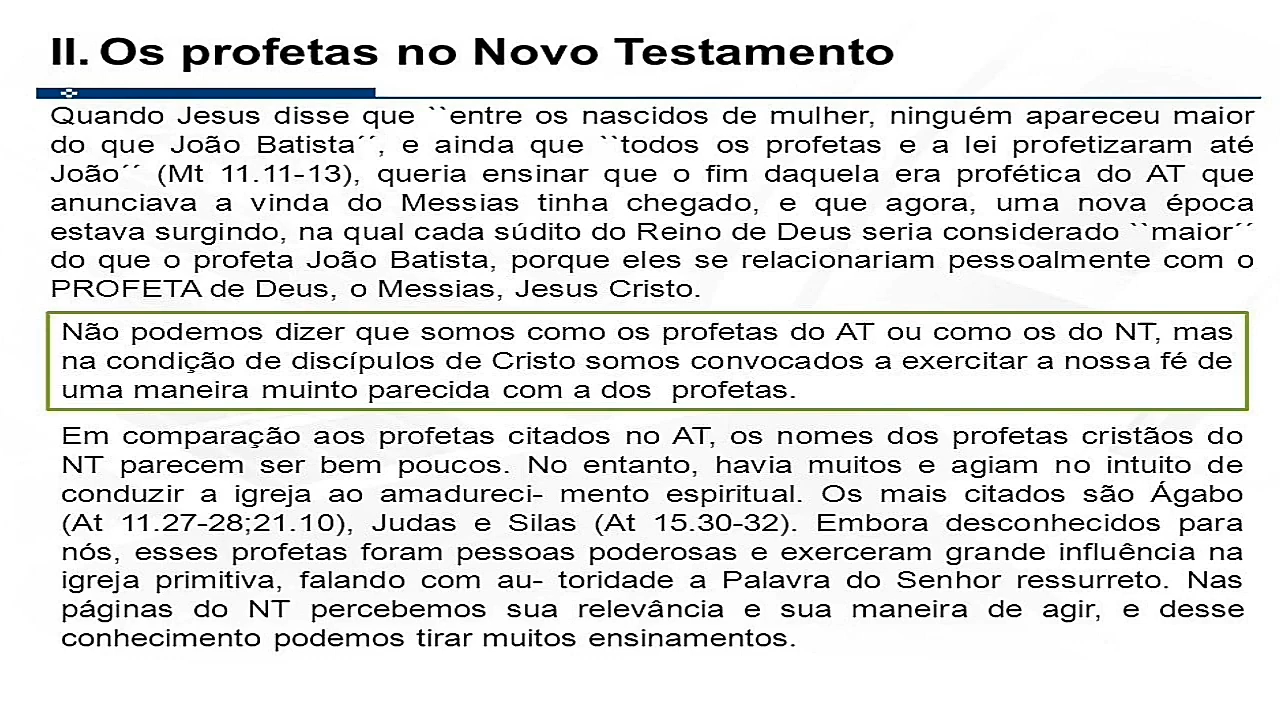 II. Os profetas no Novo Testamento
Quando Jesus disse que ``entre os nascidos de mulher, ninguém apareceu maior
do que João Batista´´, e ainda que ``todos os profetas e a lei profetizaram até
João´´ (Mt 11.11-13), queria ensinar que o fim daquela era profética do AT que
anunciava a vinda do Messias tinha chegado, e que agora, uma nova época
estava surgindo, na qual cada súdito do Reino de Deus seria considerado ``maior´´
do que o profeta João Batista, porque eles se relacionariam pessoalmente com o
PROFETA de Deus, o Messias, Jesus Cristo.
Não podemos dizer que somos como os profetas do AT ou como os do NT, mas
na condição de discípulos de Cristo somos convocados a exercitar a nossa fé de
uma maneira muinto parecida com a dos  profetas.
Em comparação aos profetas citados no AT, os nomes dos profetas cristãos do
NT parecem ser bem poucos. No entanto, havia muitos e agiam no intuito de
conduzir a igreja ao amadureci- mento espiritual. Os mais citados são Ágabo
(At 11.27-28;21.10), Judas e Silas (At 15.30-32). Embora desconhecidos para
nós, esses profetas foram pessoas poderosas e exerceram grande influência na
igreja primitiva, falando com au- toridade a Palavra do Senhor ressurreto. Nas
páginas do NT percebemos sua relevância e sua maneira de agir, e desse
conhecimento podemos tirar muitos ensinamentos.